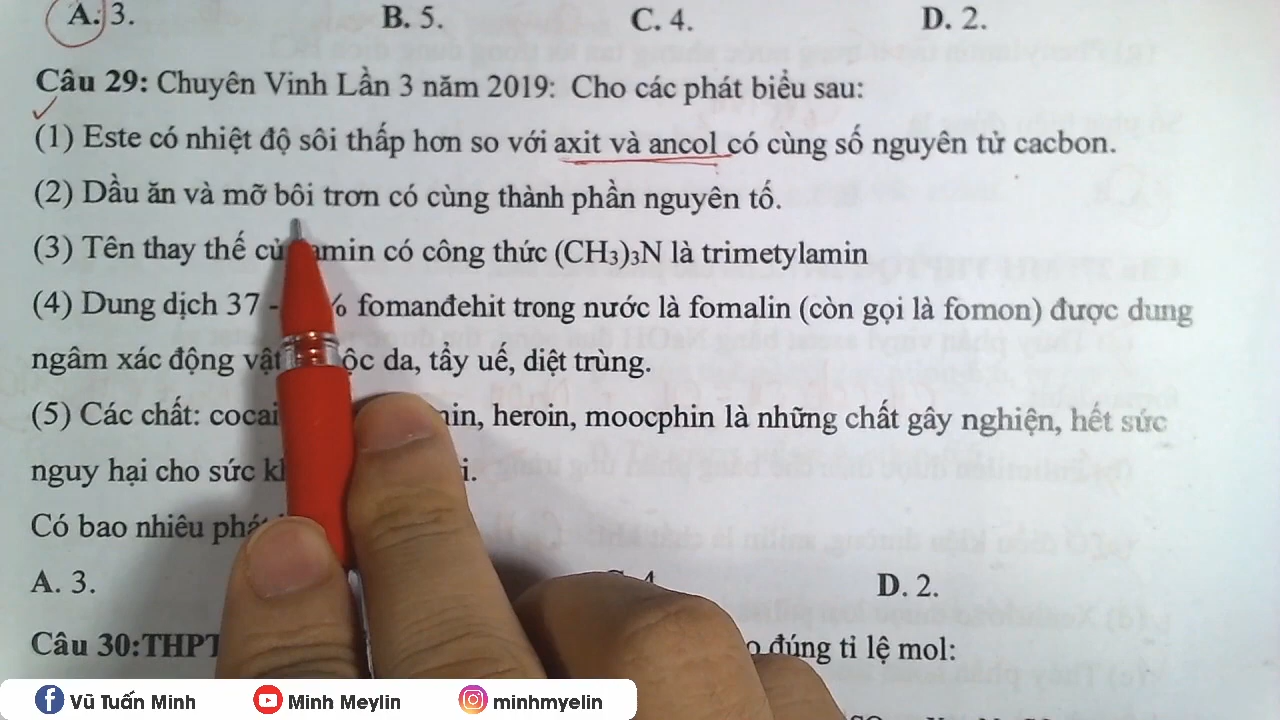 A. 3. B. 5. C. 4. D. 2.
Câu 29: Chuyên Vinh Lần 3 năm 2019: Cho các phát biểu sau:
(1) Este có nhiệt độ sôi thấp hơn so với axit và ancol có cùng số nguyên tử cacbon.
(2) Dầu ăn và mỡ bôi trơn có cùng thành phần nguyên tố.
(3) Tên thay thế củ amin có công thức (CH₃)₃N là trimetylamin
(4) Dung dịch 37 - % fomanđehit trong nước là fomalin (còn gọi là fomon) được dung
ngâm xác động vật ộc da, tẩy uế, diệt trùng.
(5) Các chất: cocai in, heroin, moocphin là những chất gây nghiện, hết sức
nguy hại cho sức kh i.
Có bao nhiêu phá
A. 3. D. 2.
Câu 30:THPT đúng tỉ lệ mol:
Vũ Tuấn Minh Minh Meylin minhmyelin